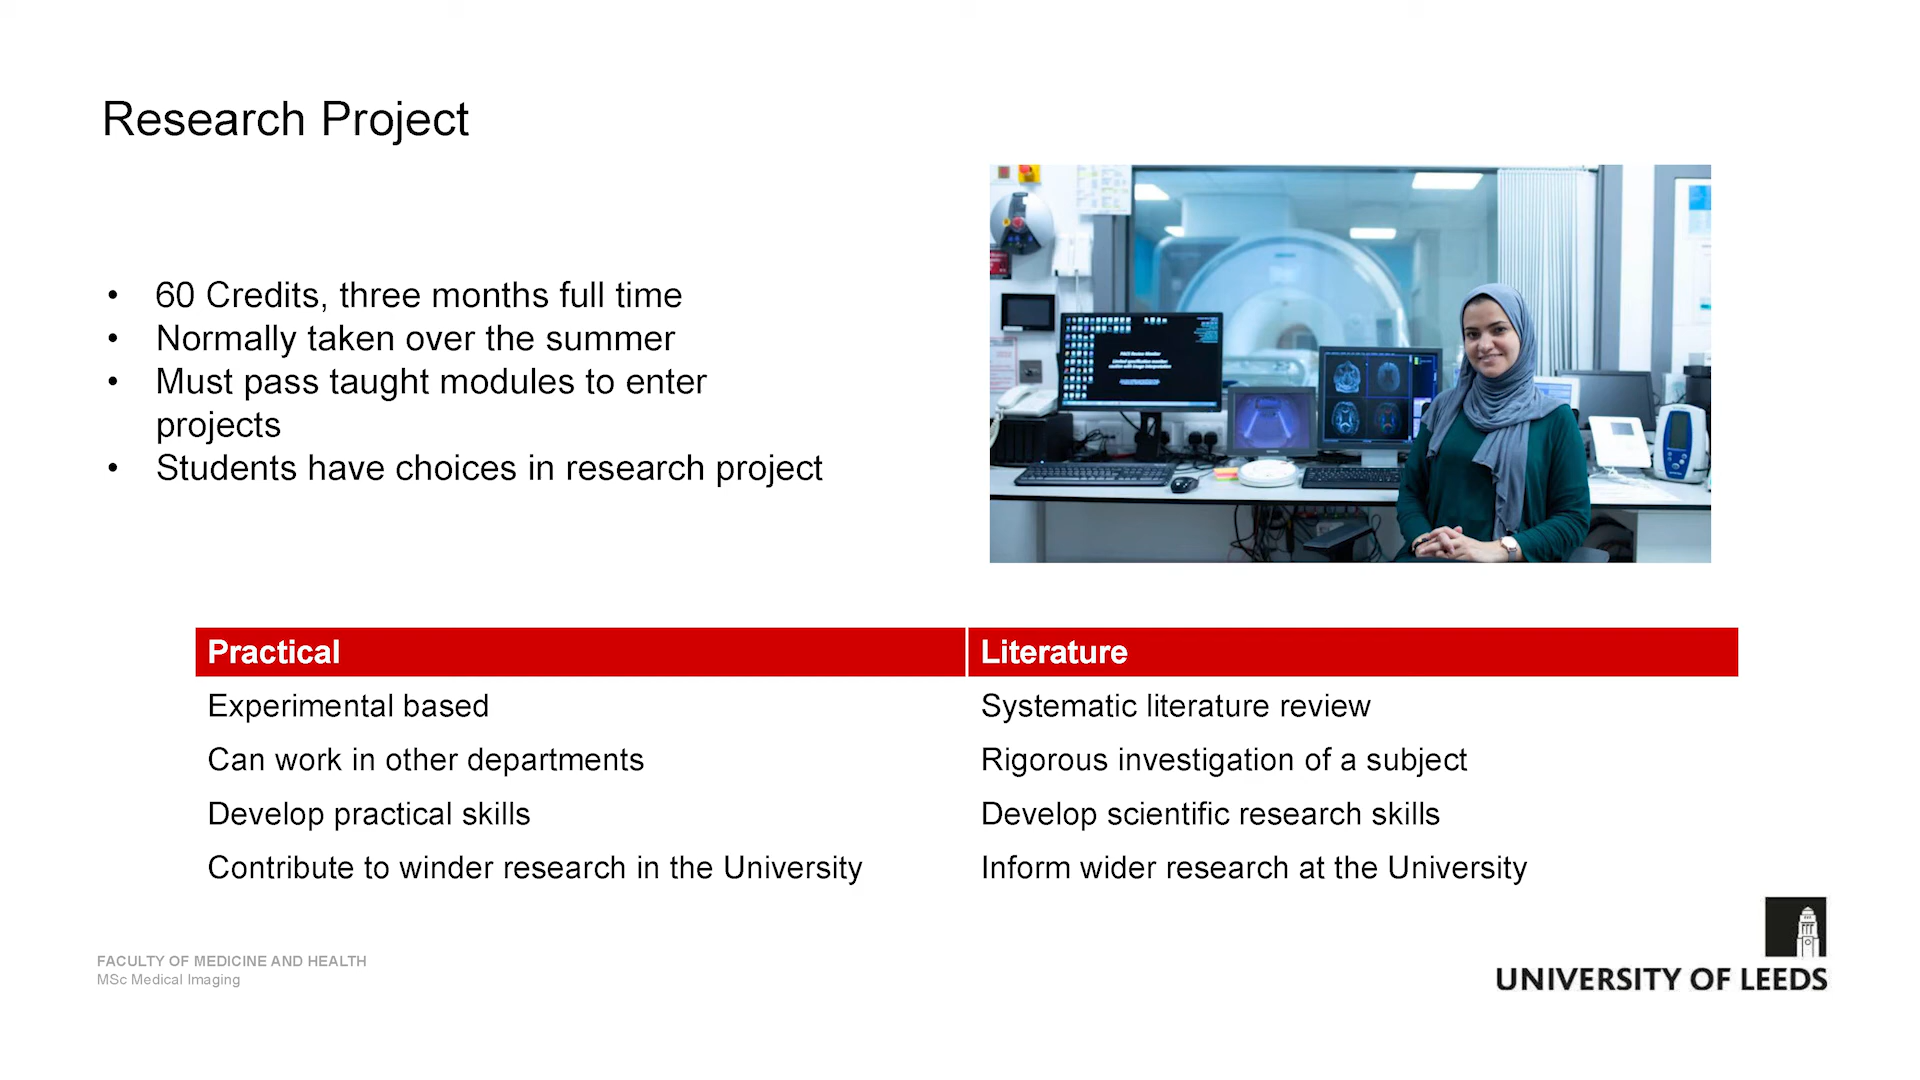 Research Project
• 60 Credits, three months full time
• Normally taken over the summer
• Must pass taught modules to enter
projects
• Students have choices in research project
Practical
Literature
Experimental based
Systematic literature review
Can work in other departments
Rigorous investigation of a subject
Develop practical skills
Develop scientific research skills
Contribute to winder research in the University
Inform wider research at the University
FACULTY OF MEDICINE AND HEALTH
MSc Medical Imaging
UNIVERSITY OF LEEDS